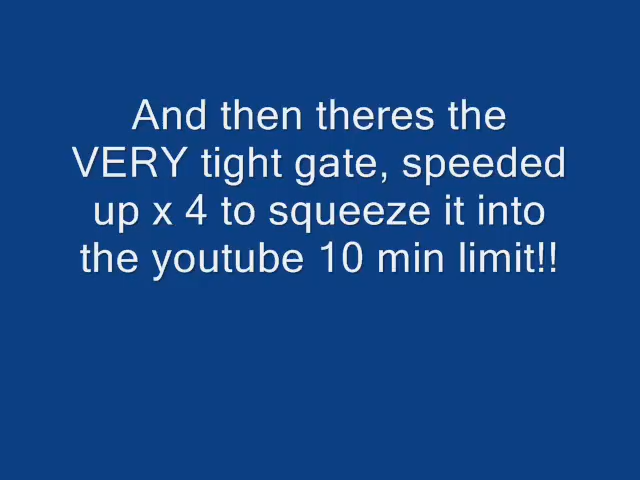 And then theres the
VERY tight gate, speeded
up x 4 to squeeze it into
the youtube 10 min limit!!